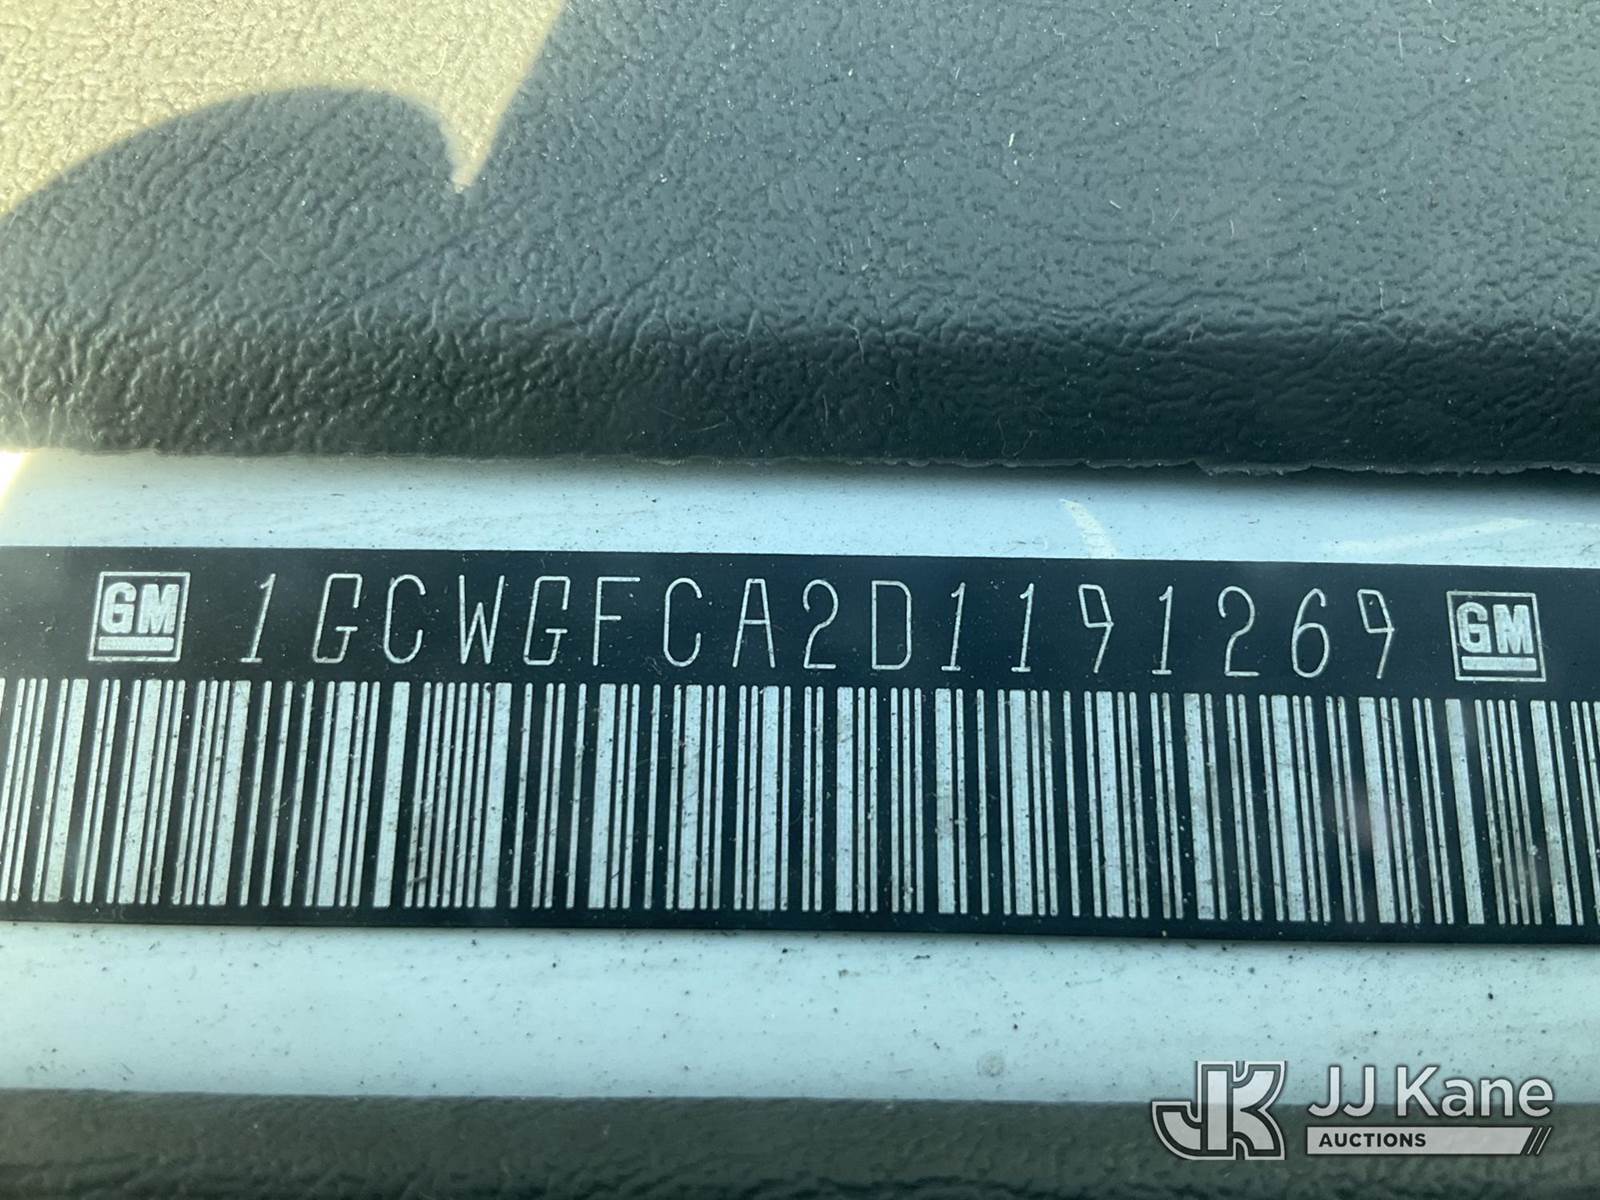 GM 1GCWGFCA2D1191269 GM
JJ Kane
AUCTIONS